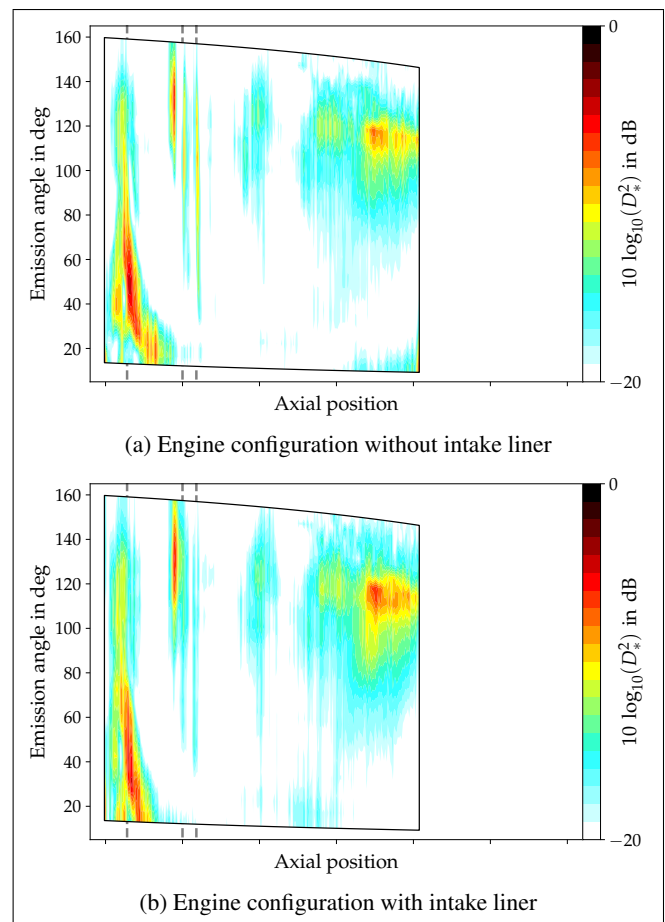 160
140
120
100
80
60
40
20
Emission angle in deg
Axial position
0
−20
10 log₁₀(D²∗) in dB
(a) Engine configuration without intake liner
160
140
120
100
80
60
40
20
Emission angle in deg
Axial position
0
−20
10 log₁₀(D²∗) in dB
(b) Engine configuration with intake liner